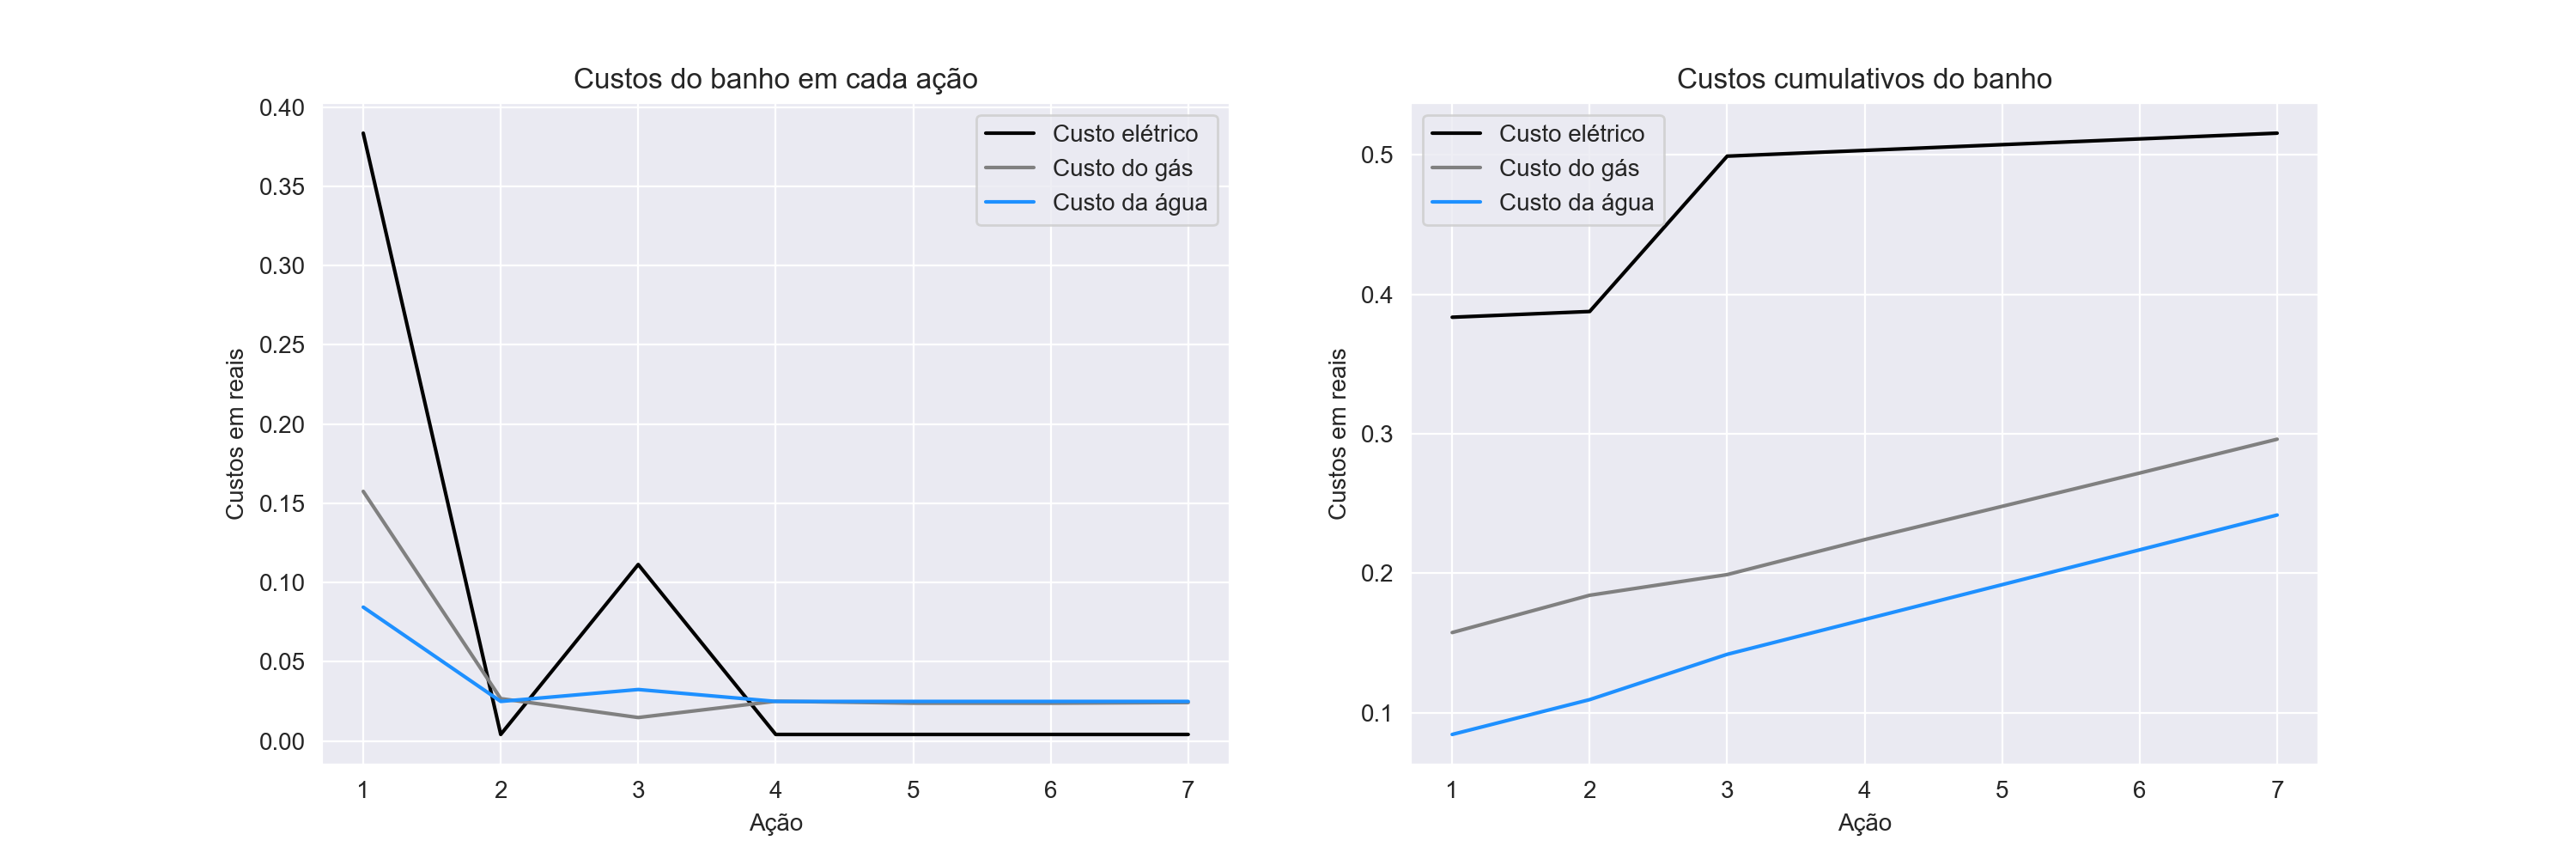 Custos do banho em cada ação
0.40
0.35
0.30
0.25
0.20
0.15
0.10
0.05
0.00
Custos em reais
Custo elétrico
Custo do gás
Custo da água
1 2 3 4 5 6 7
Ação
Custos cumulativos do banho
0.5
0.4
0.3
0.2
0.1
Custos em reais
Custo elétrico
Custo do gás
Custo da água
1 2 3 4 5 6 7
Ação